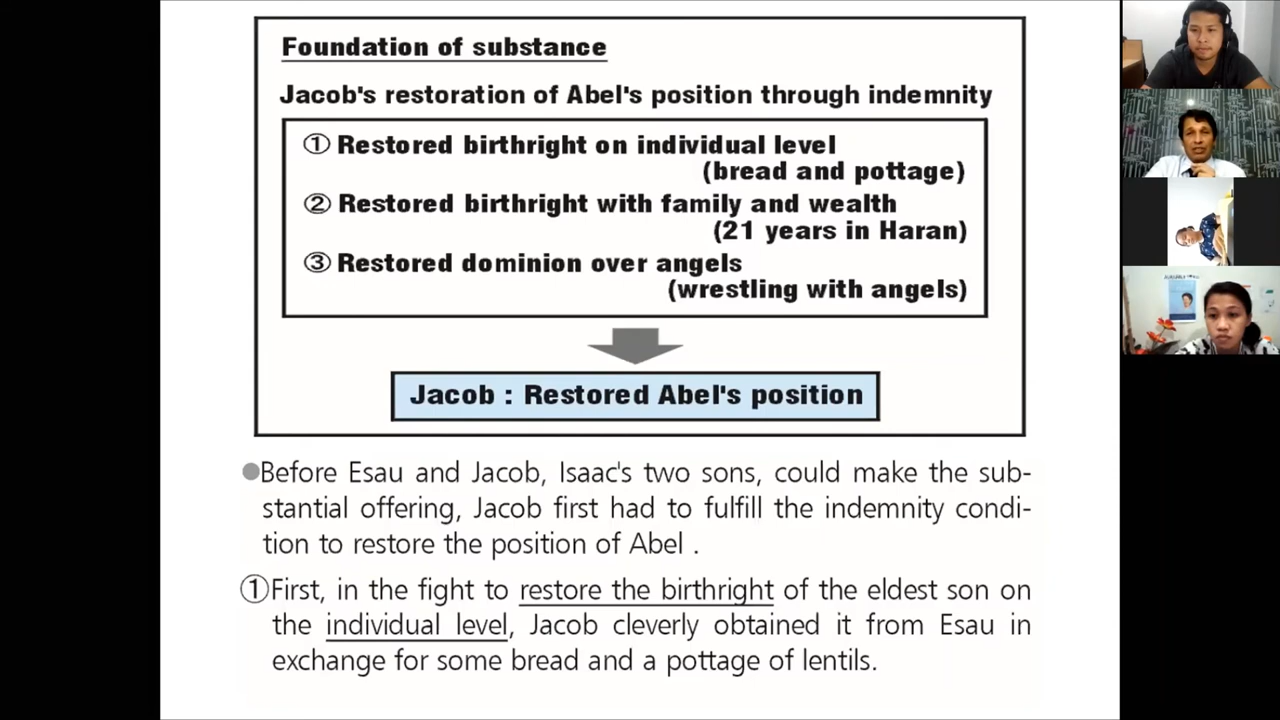 Foundation of substance
Jacob's restoration of Abel's position through indemnity
① Restored birthright on individual level
(bread and pottage)
② Restored birthright with family and wealth
(21 years in Haran)
③ Restored dominion over angels
(wrestling with angels)
Jacob : Restored Abel's position
●Before Esau and Jacob, Isaac's two sons, could make the sub-
stantial offering, Jacob first had to fulfill the indemnity condi-
tion to restore the position of Abel .
①First, in the fight to restore the birthright of the eldest son on
the individual level, Jacob cleverly obtained it from Esau in
exchange for some bread and a pottage of lentils.